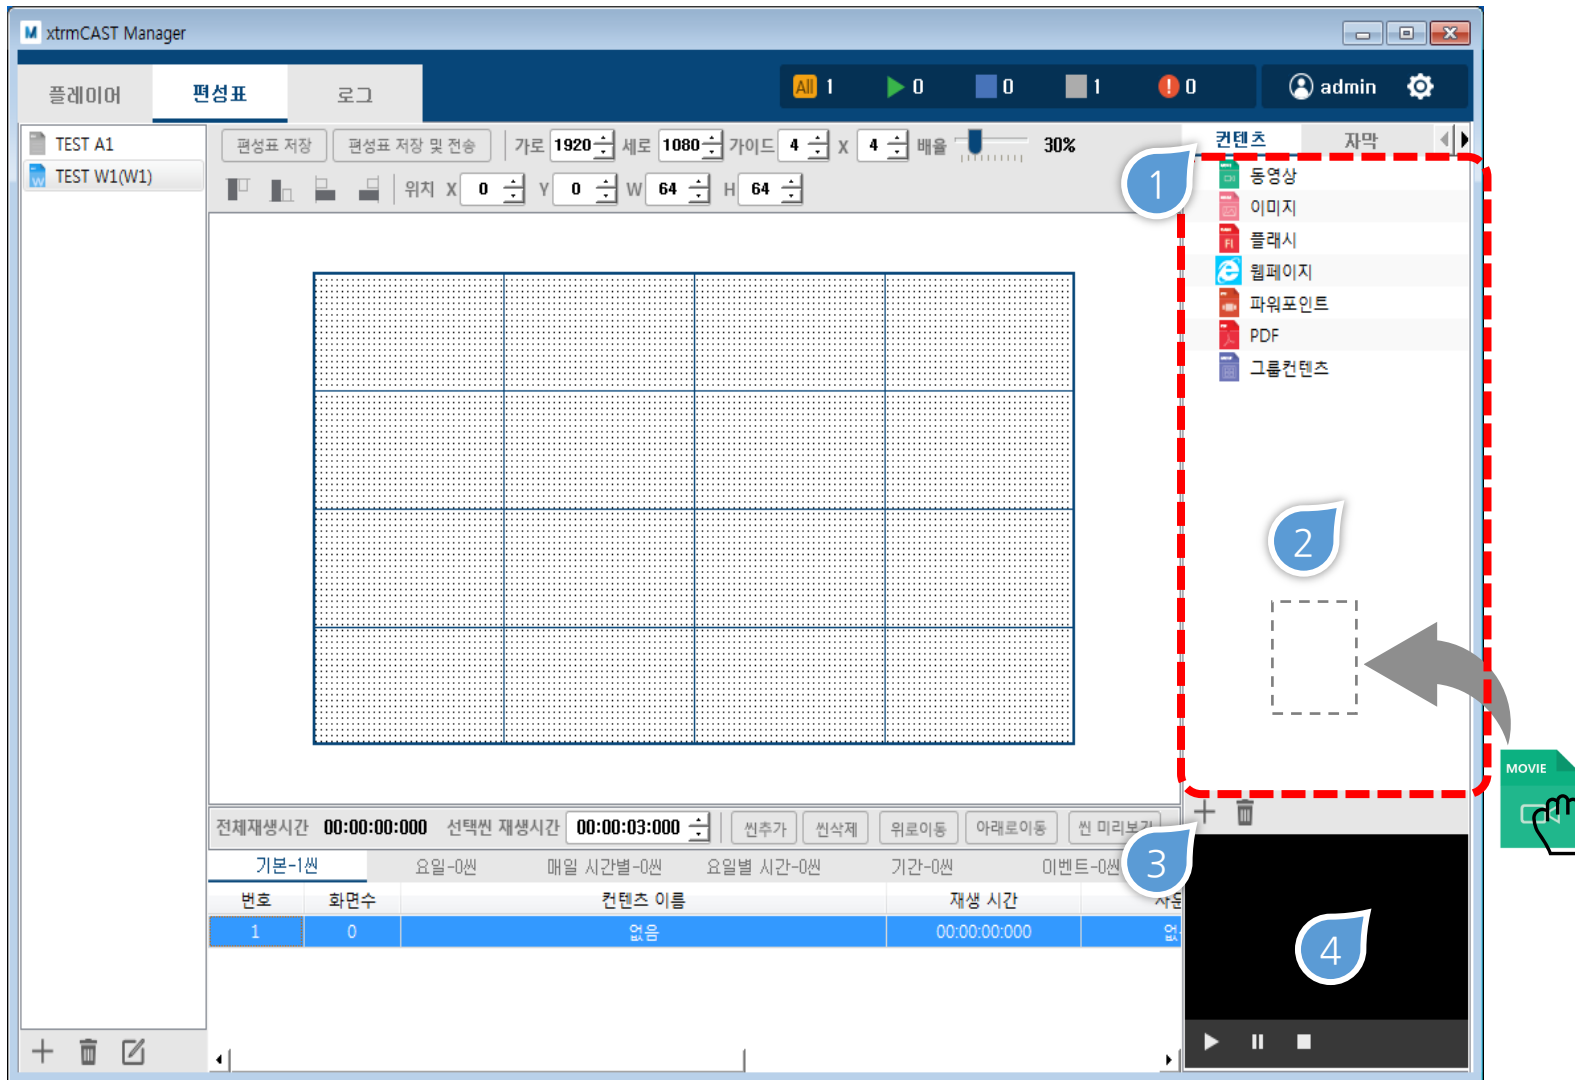 xtrmCAST Manager
플레이어 편성표 로그 All 1 0 0 1 0 admin
TEST A1
TEST W1(W1)
편성표 저장 편성표 저장 및 전송 가로 1920 세로 1080 가이드 4 X 4 배율 30%
위치 X 0 Y 0 W 64 H 64
컨텐츠 자막
1
동영상
이미지
플래시
웹페이지
파워포인트
PDF
그룹컨텐츠
2
MOVIE
전체재생시간 00:00:00:000 선택씬 재생시간 00:00:03:000 씬추가 씬삭제 위로이동 아래로이동 씬 미리보기
기본-1씬 요일-0씬 매일 시간별-0씬 요일별 시간-0씬 기간-0씬 이벤트-0씬
3
번호 화면수 컨텐츠 이름 재생 시간
1 0 없음 00:00:00:000 없
4